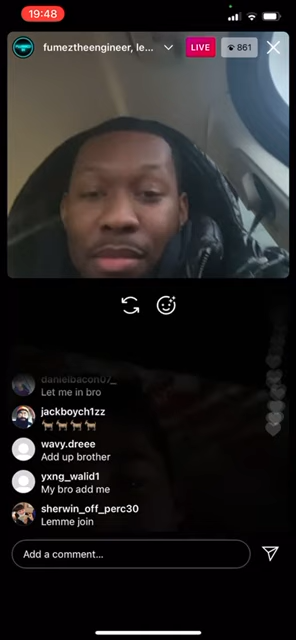 19:48
fumeztheengineer, le...
LIVE
861
danielbacon07_
Let me in bro
jackboych1zz
🐐🐐🐐🐐
wavy.dreee
Add up brother
yxng_walid1
My bro add me
sherwin_off_perc30
Lemme join
Add a comment...